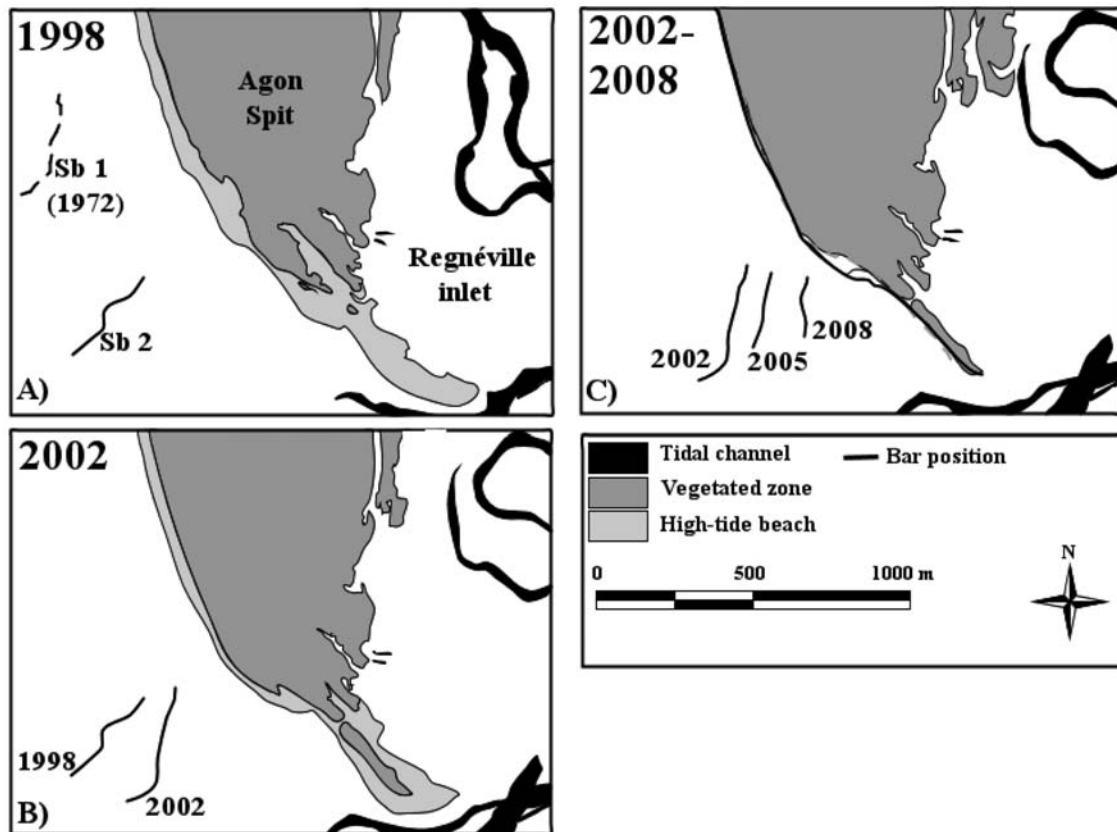 1998
Agon
Spit
Sb 1
(1972)
Regnéville
inlet
Sb 2
A)
2002-
2008
2008
2002
2005
C)
2002
1998
2002
B)
Tidal channel
Bar position
Vegetated zone
High-tide beach
0 500 1000 m
N